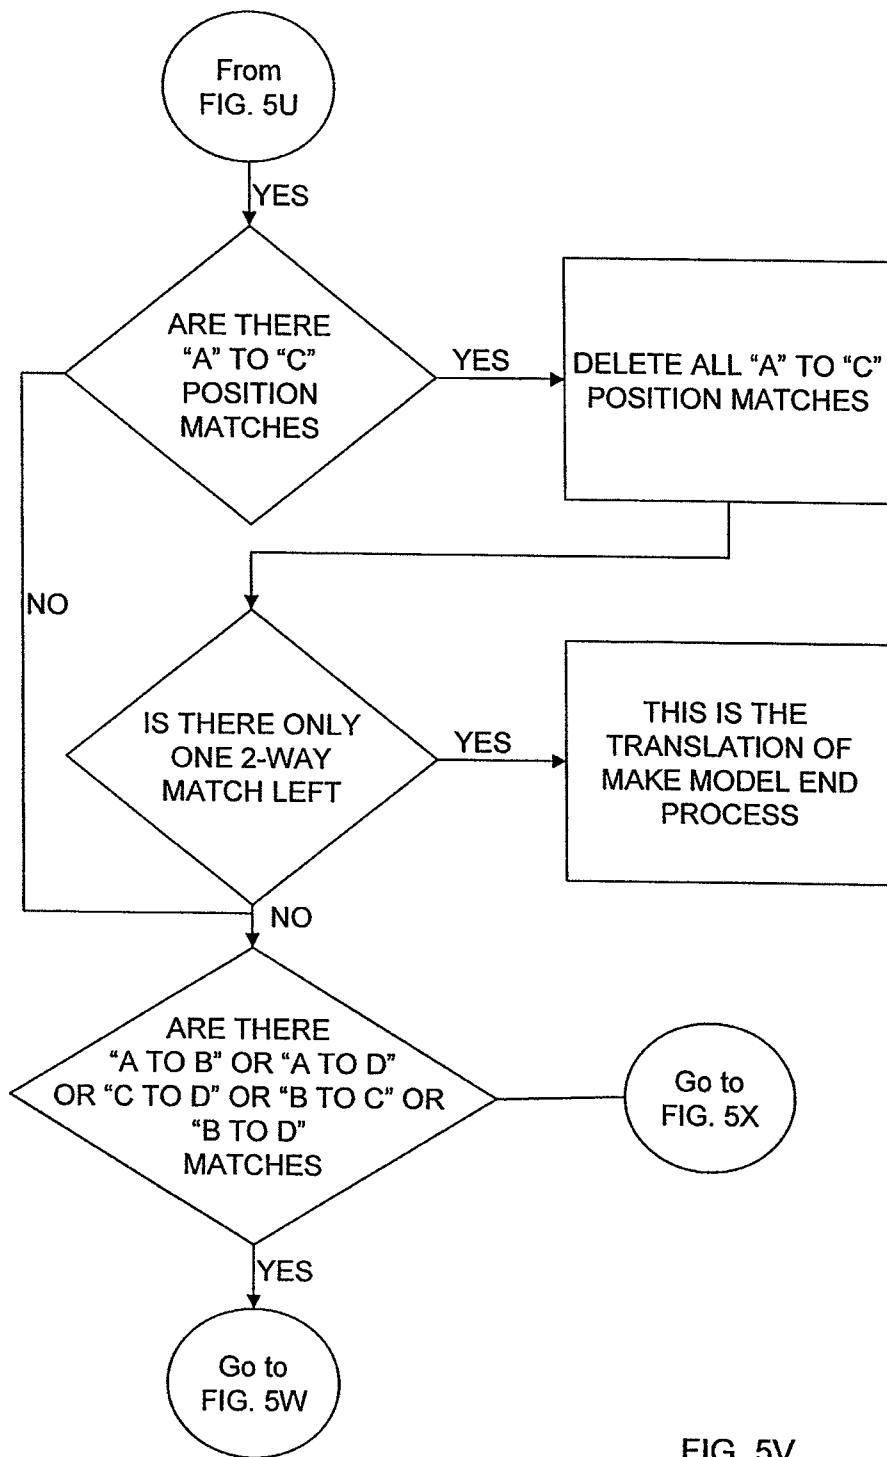 From
FIG. 5U
YES
ARE THERE
“A” TO “C”
POSITION
MATCHES
YES
DELETE ALL “A” TO “C”
POSITION MATCHES
NO
IS THERE ONLY
ONE 2-WAY
MATCH LEFT
YES
THIS IS THE
TRANSLATION OF
MAKE MODEL END
PROCESS
NO
ARE THERE
“A TO B” OR “A TO D”
OR “C TO D” OR “B TO C” OR
“B TO D”
MATCHES
Go to
FIG. 5X
YES
Go to
FIG. 5W
FIG. 5V